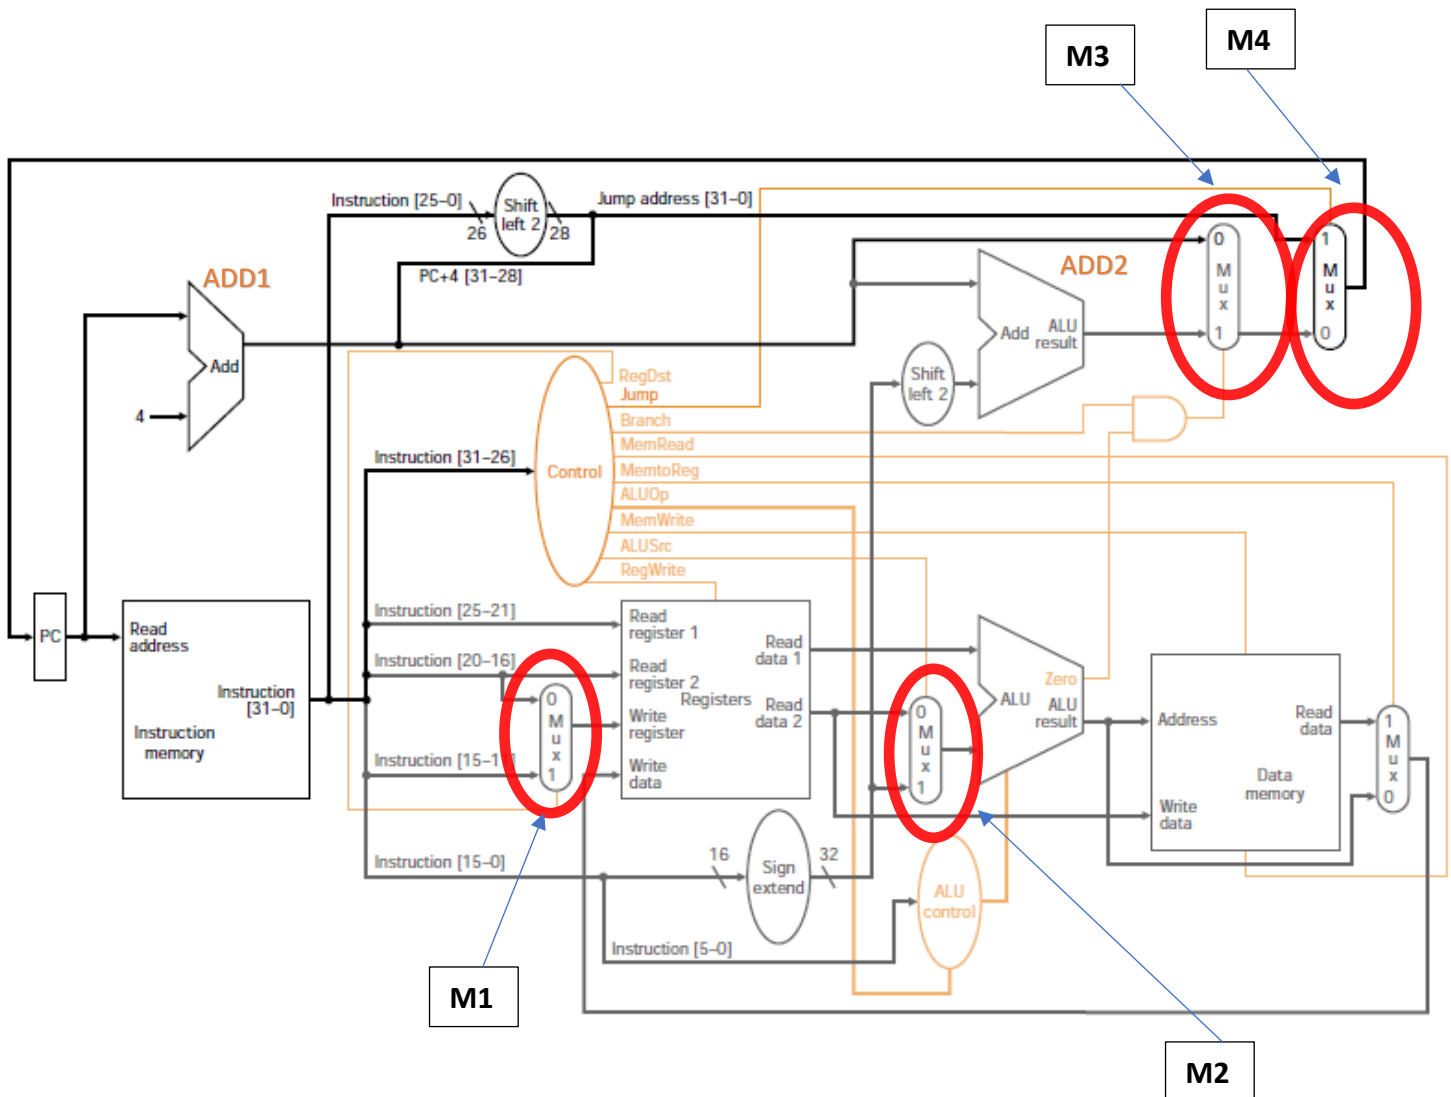 M3
M4
Instruction [25–0]
Shift
left 2
Jump address [31–0]
26
28
PC+4 [31–28]
ADD1
ADD2
0
M
u
x
1
1
M
u
x
0
Add
ALU
result
Add
Shift
left 2
4
RegDst
Jump
Branch
MemRead
MemtoReg
ALUOp
MemWrite
ALUSrc
RegWrite
Instruction [31–26]
Control
PC
Read
address
Instruction
[31–0]
Instruction
memory
Instruction [25–21]
Instruction [20–16]
Instruction [15–1
0
M
u
x
1
Read
register 1
Read
register 2
Write
register
Write
data
Registers
Read
data 1
Read
data 2
0
M
u
x
1
Zero
ALU
ALU
result
Address
Read
data
Data
memory
Write
data
1
M
u
x
0
Instruction [15–0]
16
Sign
extend
32
ALU
control
Instruction [5–0]
M1
M2